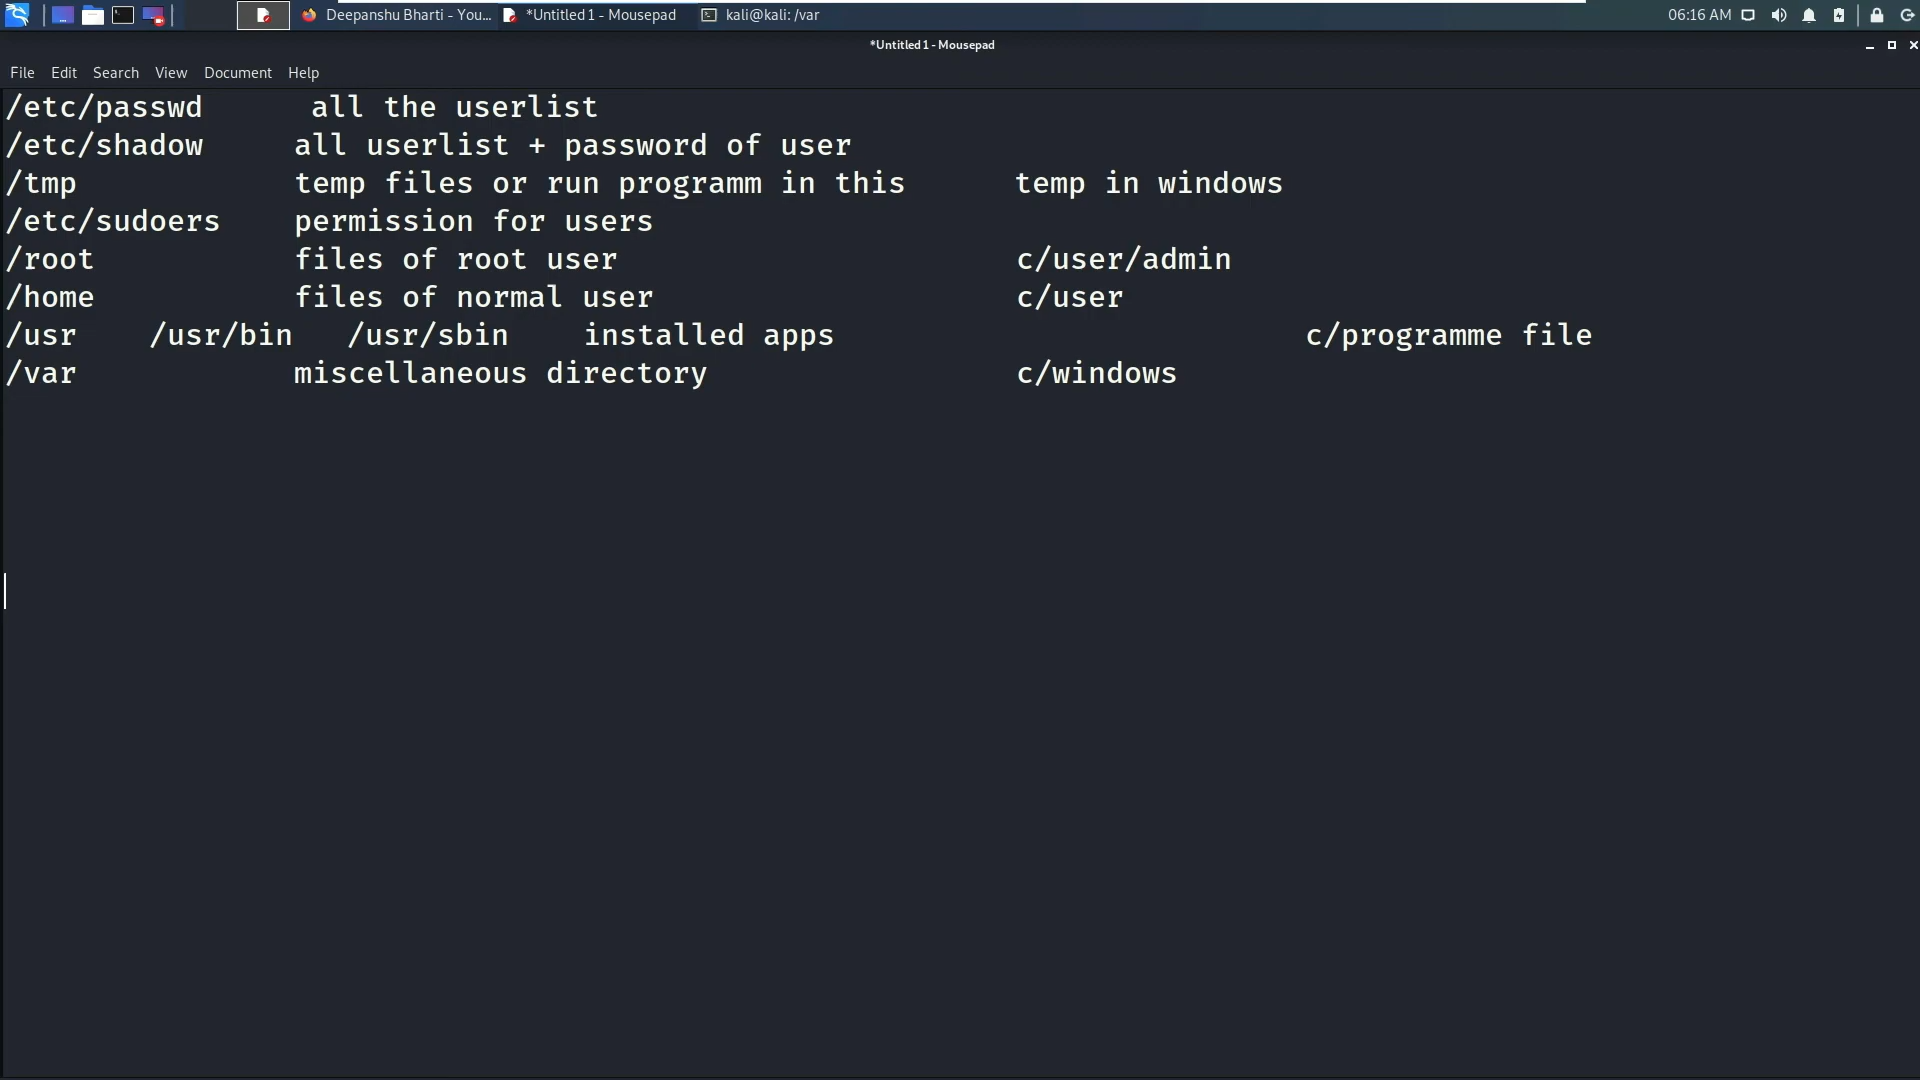 Deepanshu Bharti - You... *Untitled 1 - Mousepad kali@kali: /var 06:16 AM
*Untitled 1 - Mousepad
File Edit Search View Document Help
/etc/passwd all the userlist
/etc/shadow all userlist + password of user
/tmp temp files or run programm in this temp in windows
/etc/sudoers permission for users
/root files of root user c/user/admin
/home files of normal user c/user
/usr /usr/bin /usr/sbin installed apps c/programme file
/var miscellaneous directory c/windows